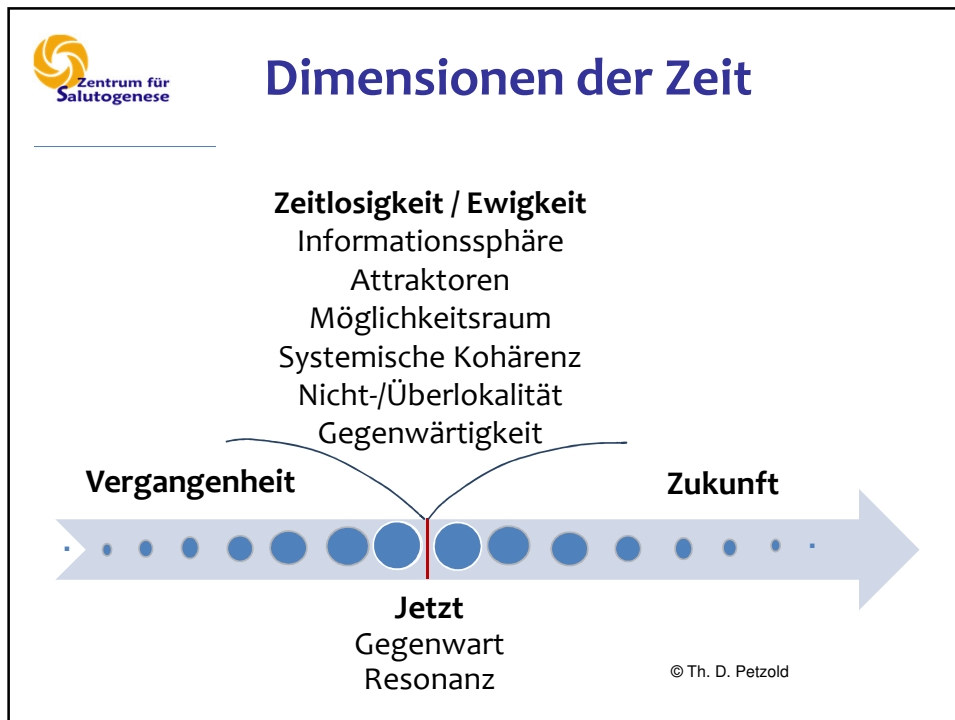 Zentrum für
Salutogenese
Dimensionen der Zeit
Zeitlosigkeit / Ewigkeit
Informationssphäre
Attraktoren
Möglichkeitsraum
Systemische Kohärenz
Nicht-/Überlokalität
Gegenwärtigkeit
Vergangenheit
Zukunft
Jetzt
Gegenwart
Resonanz
© Th. D. Petzold